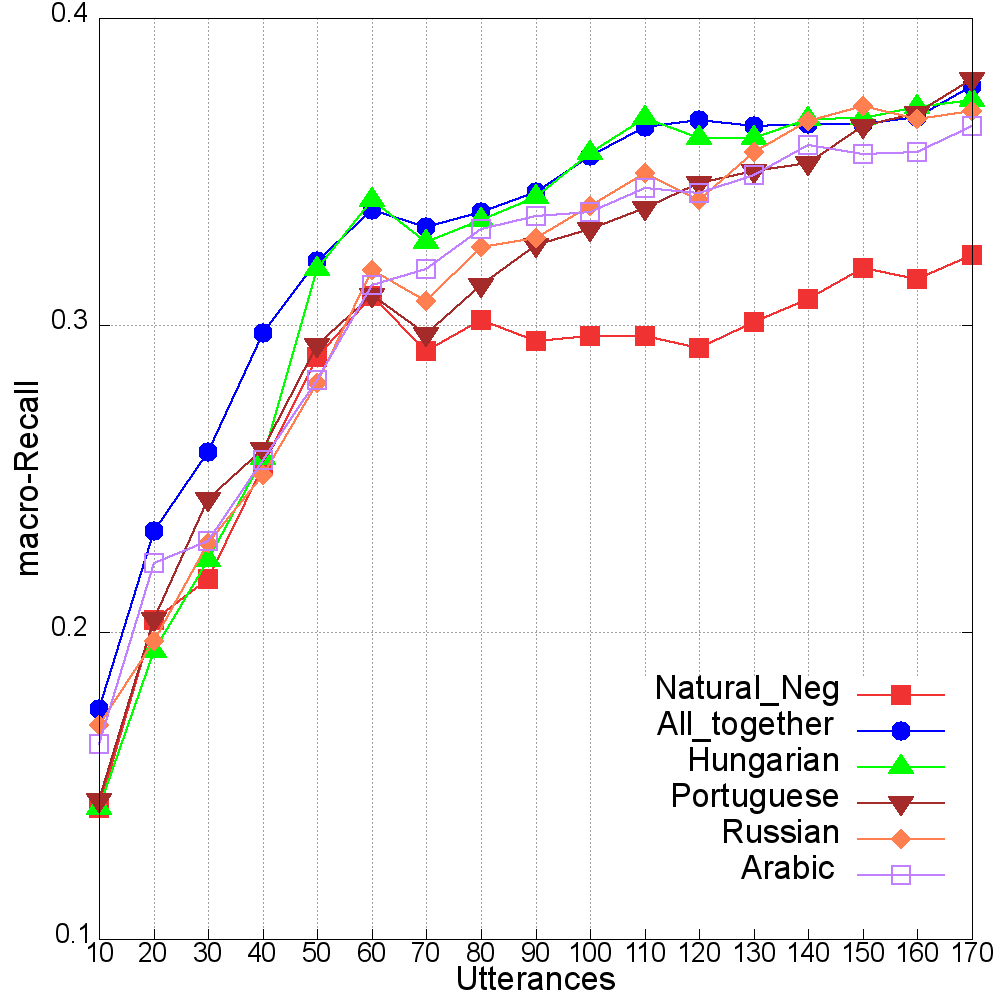 0.4
0.3
0.2
0.1
macro-Recall
Natural_Neg
All_together
Hungarian
Portuguese
Russian
Arabic
10 20 30 40 50 60 70 80 90 100 110 120 130 140 150 160 170
Utterances